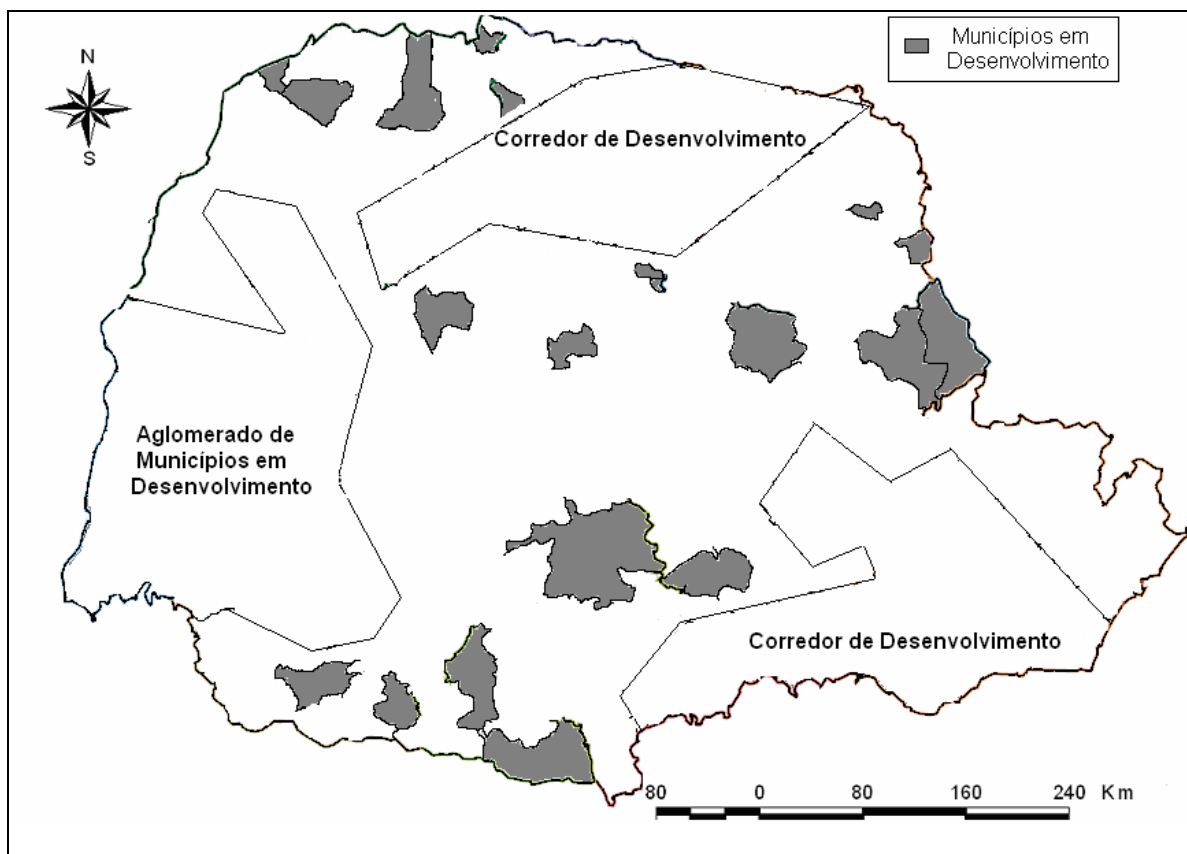 Municípios em
Desenvolvimento
N
S
Corredor de Desenvolvimento
Aglomerado de
Municípios em
Desenvolvimento
Corredor de Desenvolvimento
80 0 80 160 240 Km